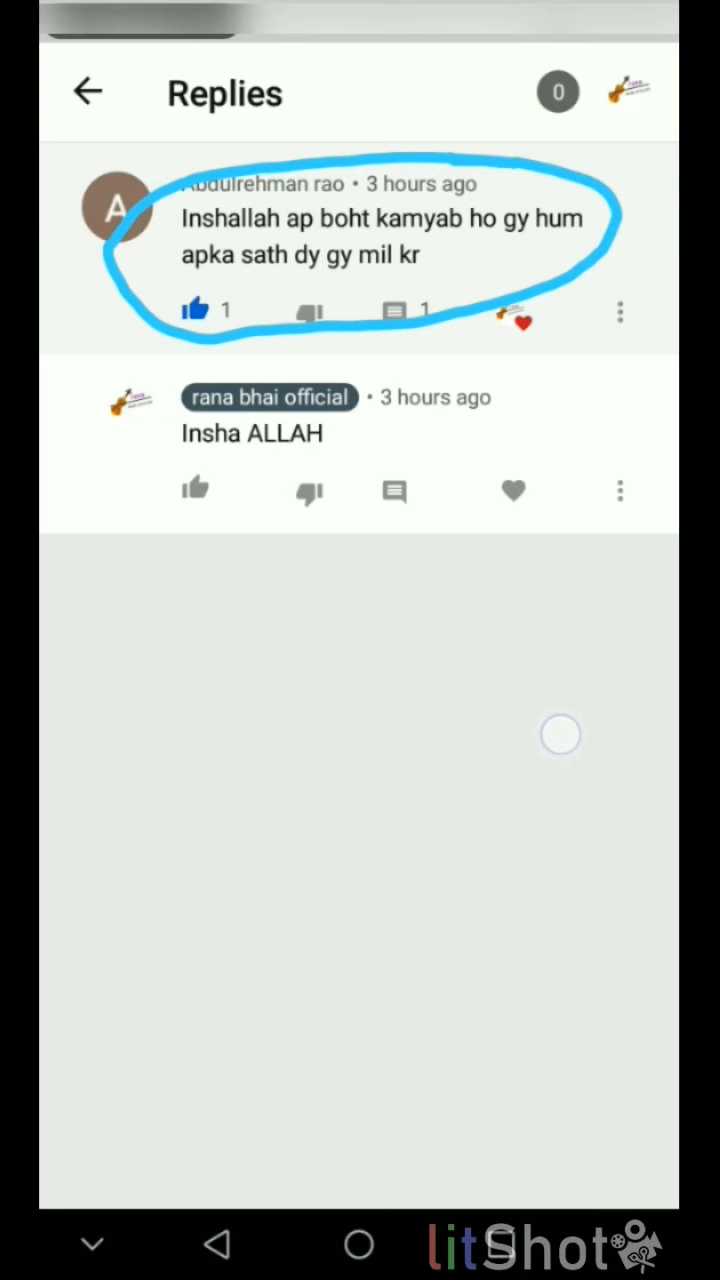 Replies
0
A
Abdulrehman rao • 3 hours ago
Inshallah ap boht kamyab ho gy hum
apka sath dy gy mil kr
1
1
rana bhai official • 3 hours ago
Insha ALLAH
litShot